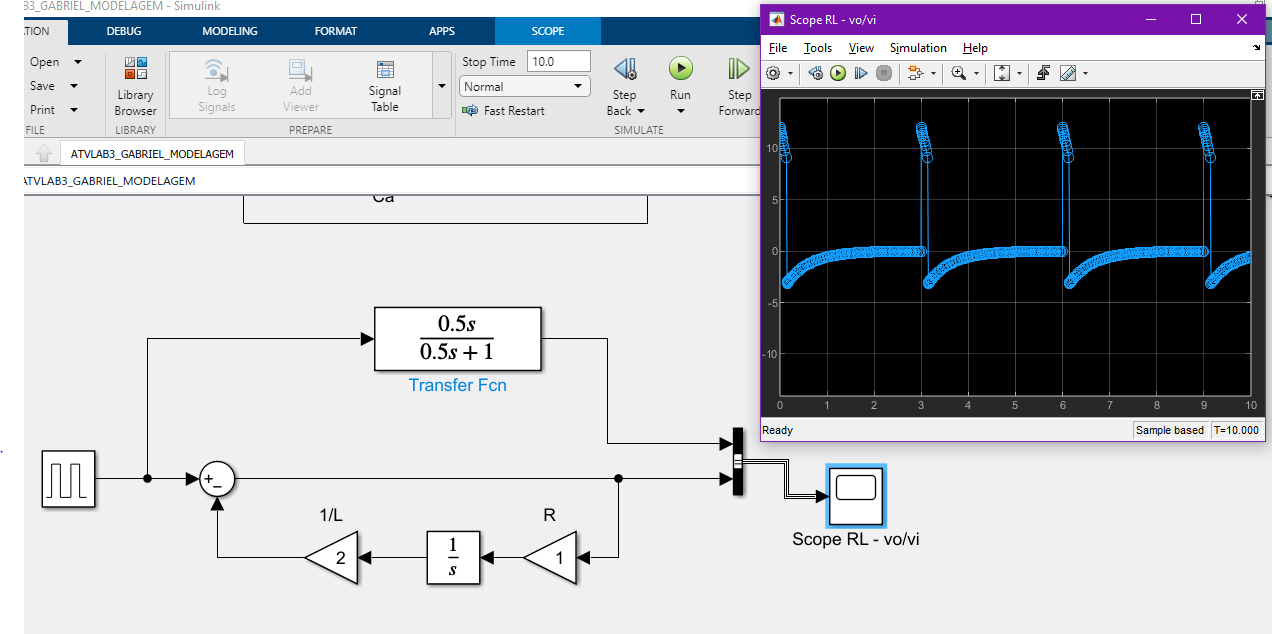 B3_GABRIEL_MODELAGEM - Simulink
TION DEBUG MODELING FORMAT APPS SCOPE
Open
Save
Print
FILE
Library
Browser
LIBRARY
Log
Signals
Add
Viewer
Signal
Table
PREPARE
Stop Time 10.0
Normal
Fast Restart
Step
Back
Run
Step
Forward
SIMULATE
ATVLAB3_GABRIEL_MODELAGEM
ATVLAB3_GABRIEL_MODELAGEM
Ca
0.5s
0.5s + 1
Transfer Fcn
+
−
1/L
2
1
s
R
1
Scope RL - vo/vi
Scope RL - vo/vi
File Tools View Simulation Help
10
5
0
-5
-10
0 1 2 3 4 5 6 7 8 9 10
Ready Sample based T=10.000